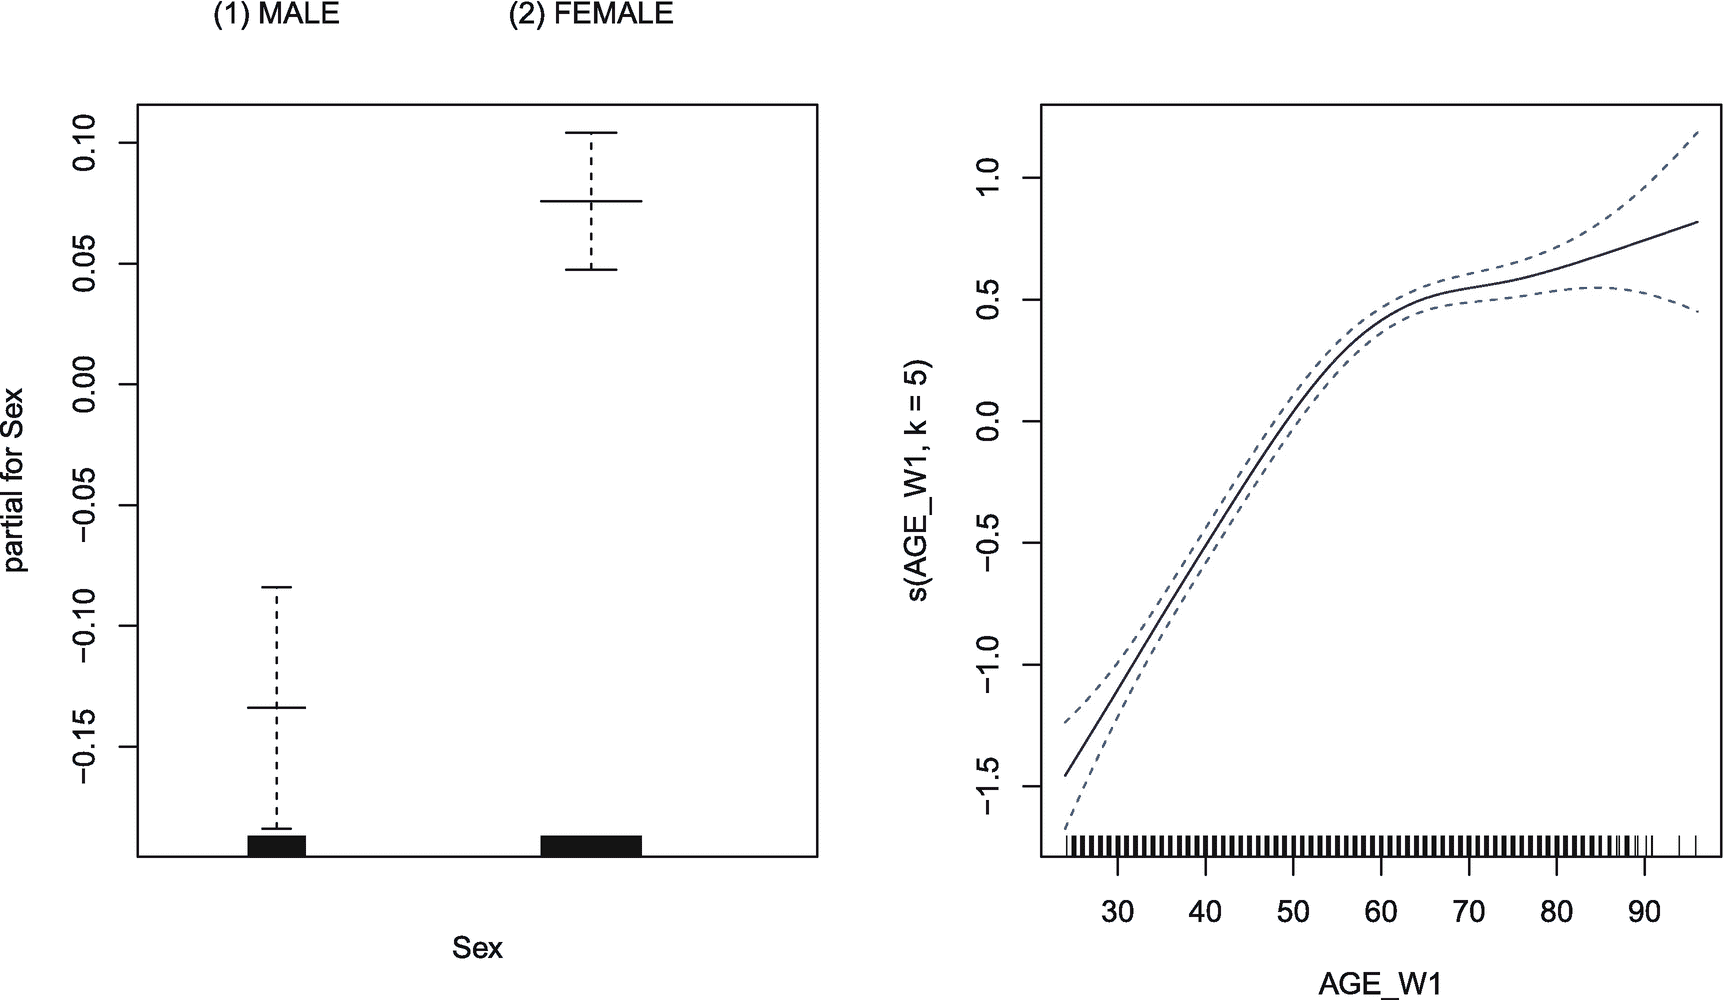 (1) MALE (2) FEMALE
partial for Sex
0.10
0.05
0.00
−0.05
−0.10
−0.15
Sex
s(AGE_W1, k = 5)
1.0
0.5
0.0
−0.5
−1.0
−1.5
30 40 50 60 70 80 90
AGE_W1